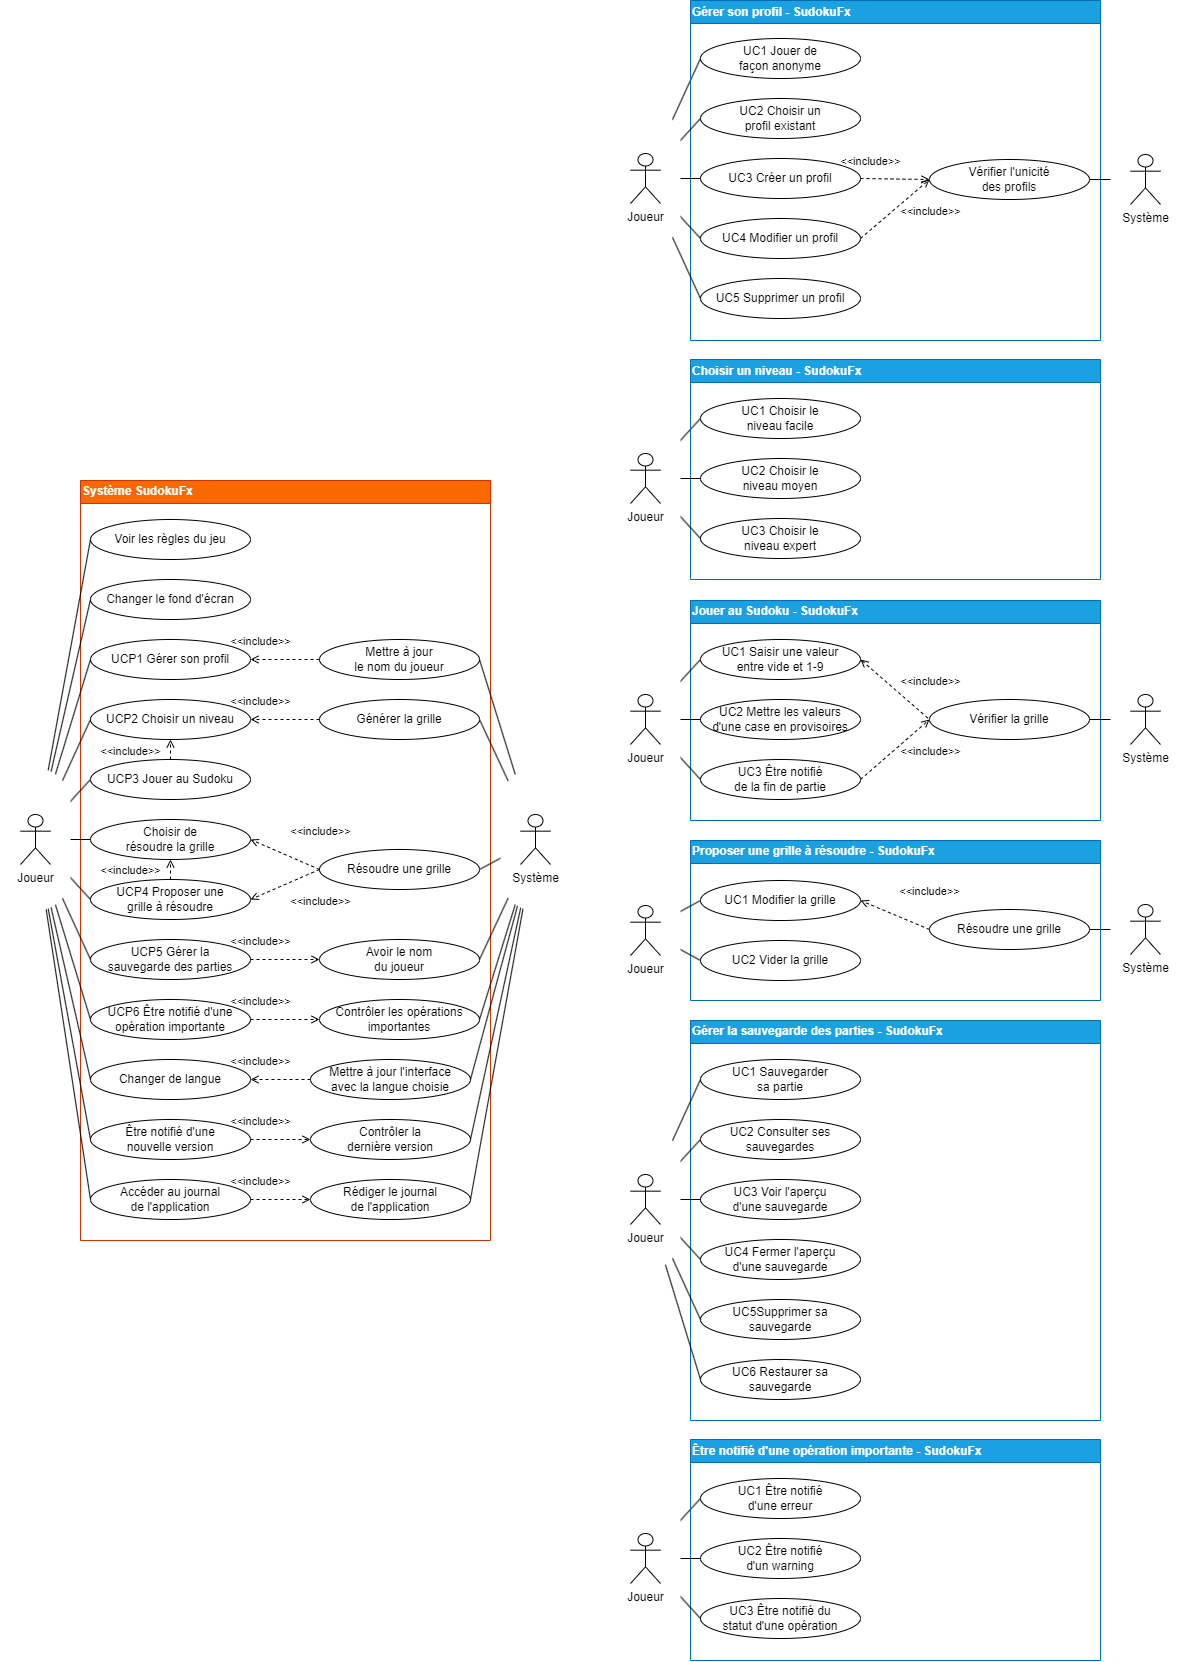 Système SudokuFx
Voir les règles du jeu
Changer le fond d'écran
<<include>>
UCP1 Gérer son profil
Mettre à jour
le nom du joueur
<<include>>
UCP2 Choisir un niveau
Générer la grille
<<include>>
UCP3 Jouer au Sudoku
Choisir de
résoudre la grille
<<include>>
<<include>>
Résoudre une grille
UCP4 Proposer une
grille à résoudre
<<include>>
Joueur
Système
UCP5 Gérer la
sauvegarde des parties
<<include>>
Avoir le nom
du joueur
UCP6 Être notifié d'une
opération importante
<<include>>
Contrôler les opérations
importantes
Changer de langue
<<include>>
Mettre à jour l'interface
avec la langue choisie
Être notifié d'une
nouvelle version
<<include>>
Contrôler la
dernière version
Accéder au journal
de l'application
<<include>>
Rédiger le journal
de l'application
Gérer son profil - SudokuFx
UC1 Jouer de
façon anonyme
UC2 Choisir un
profil existant
UC3 Créer un profil
<<include>>
Vérifier l'unicité
des profils
<<include>>
Joueur
Système
UC4 Modifier un profil
UC5 Supprimer un profil
Choisir un niveau - SudokuFx
UC1 Choisir le
niveau facile
UC2 Choisir le
niveau moyen
Joueur
UC3 Choisir le
niveau expert
Jouer au Sudoku - SudokuFx
UC1 Saisir une valeur
entre vide et 1-9
<<include>>
UC2 Mettre les valeurs
d'une case en provisoires
Vérifier la grille
<<include>>
Joueur
Système
UC3 Être notifié
de la fin de partie
Proposer une grille à résoudre - SudokuFx
UC1 Modifier la grille
<<include>>
Résoudre une grille
UC2 Vider la grille
Joueur
Système
Gérer la sauvegarde des parties - SudokuFx
UC1 Sauvegarder
sa partie
UC2 Consulter ses
sauvegardes
UC3 Voir l'aperçu
d'une sauvegarde
Joueur
UC4 Fermer l'aperçu
d'une sauvegarde
UC5Supprimer sa
sauvegarde
UC6 Restaurer sa
sauvegarde
Être notifié d'une opération importante - SudokuFx
UC1 Être notifié
d'une erreur
UC2 Être notifié
d'un warning
Joueur
UC3 Être notifié du
statut d'une opération